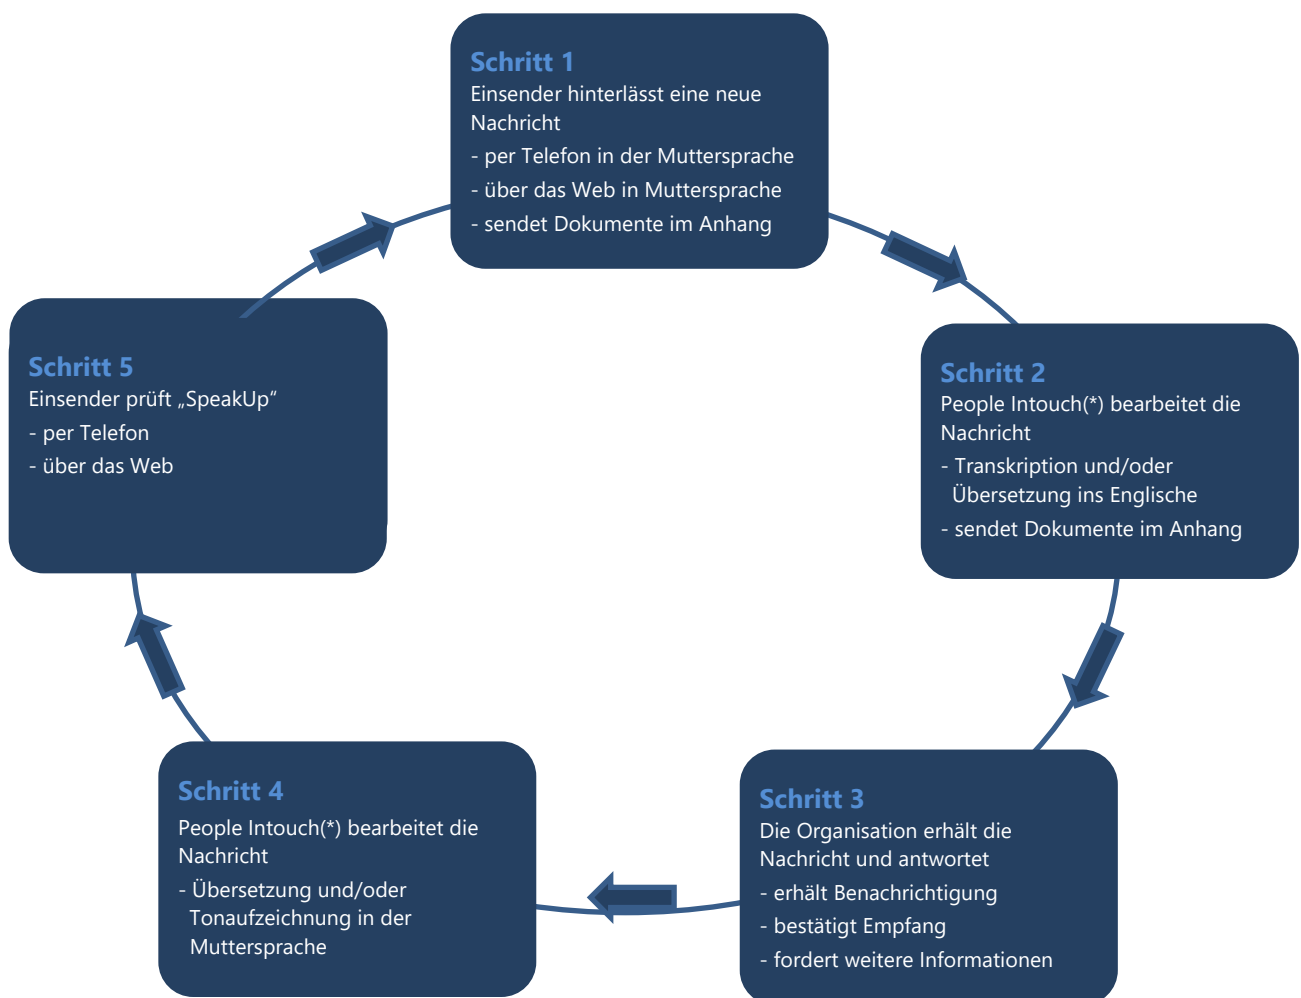 Schritt 1
Einsender hinterlässt eine neue
Nachricht
- per Telefon in der Muttersprache
- über das Web in Muttersprache
- sendet Dokumente im Anhang
Schritt 2
People Intouch(*) bearbeitet die
Nachricht
- Transkription und/oder
Übersetzung ins Englische
- sendet Dokumente im Anhang
Schritt 3
Die Organisation erhält die
Nachricht und antwortet
- erhält Benachrichtigung
- bestätigt Empfang
- fordert weitere Informationen
Schritt 4
People Intouch(*) bearbeitet die
Nachricht
- Übersetzung und/oder
Tonaufzeichnung in der
Muttersprache
Schritt 5
Einsender prüft „SpeakUp“
- per Telefon
- über das Web